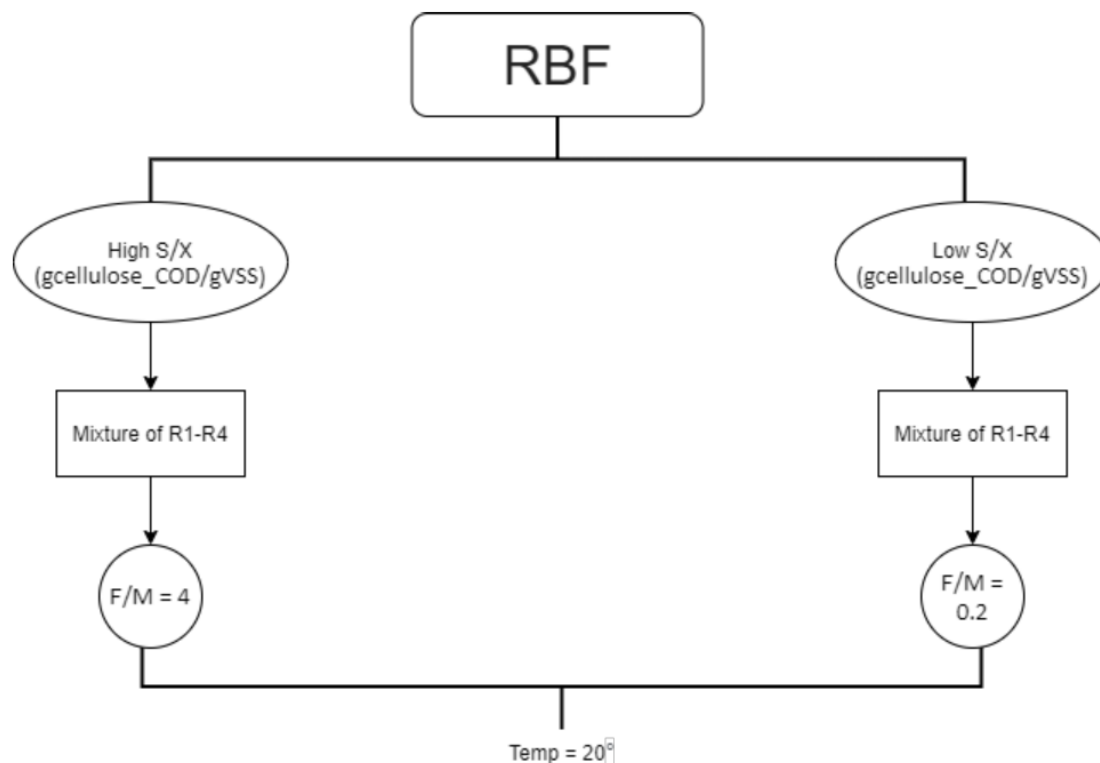 RBF
High S/X
(gcellulose_COD/gVSS)
Low S/X
(gcellulose_COD/gVSS)
Mixture of R1-R4
Mixture of R1-R4
F/M = 4
F/M =
0.2
Temp = 20°